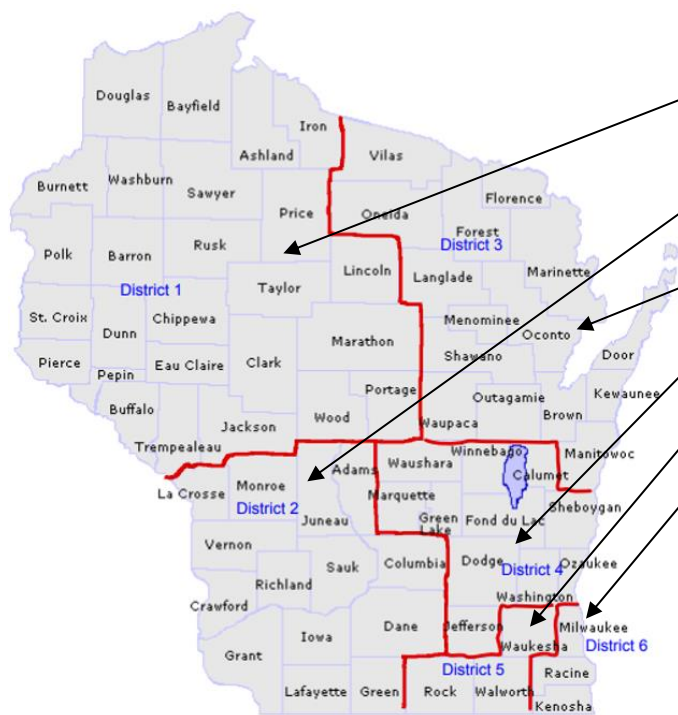 Douglas
Bayfield
Iron
Ashland
Vilas
Florence
Burnett
Washburn
Sawyer
Price
Oneida
Forest
District 3
Polk
Barron
Rusk
Lincoln
Langlade
Marinette
District 1
Taylor
St. Croix
Chippewa
Menominee
Oconto
Dunn
Marathon
Shawano
Door
Pierce
Pepin
Eau Claire
Clark
Kewaunee
Buffalo
Portage
Outagamie
Brown
Wood
Jackson
Waupaca
Trempealeau
Winnebago
Manitowoc
Adams
Waushara
Calumet
La Crosse
Monroe
Marquette
Sheboygan
District 2
Juneau
Green
Lake
Fond du Lac
Vernon
Sauk
Columbia
Dodge
District 4
Ozaukee
Richland
Washington
Crawford
Iowa
Dane
Jefferson
Milwaukee
Waukesha
District 6
Grant
District 5
Racine
Lafayette
Green
Rock
Walworth
Kenosha